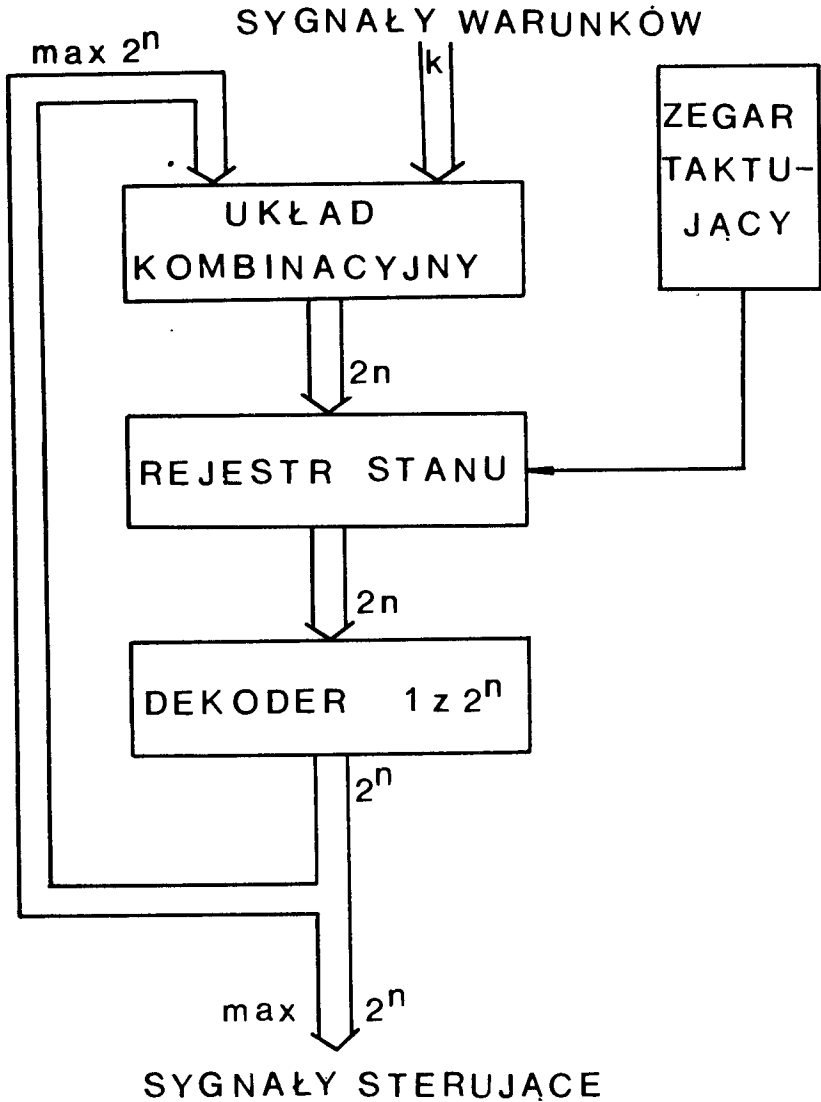 SYGNAŁY WARUNKÓW
max 2ⁿ
k
ZEGAR
TAKTU-
JĄCY
UKŁAD
KOMBINACYJNY
2n
REJESTR STANU
2n
DEKODER 1 z 2ⁿ
2ⁿ
max 2ⁿ
SYGNAŁY STERUJĄCE